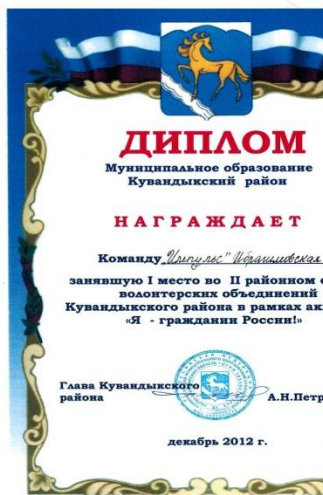 ДИПЛОМ
Муниципальное образование
Кувандыкский район
НАГРАЖДАЕТ
Команду „Импульс" Ибрагимовская
занявшую I место во II районном
волонтерских объединений
Кувандыкского района в рамках
«Я - гражданин России!»
Глава Кувандыкского
района А.Н.Петр
декабрь 2012 г.